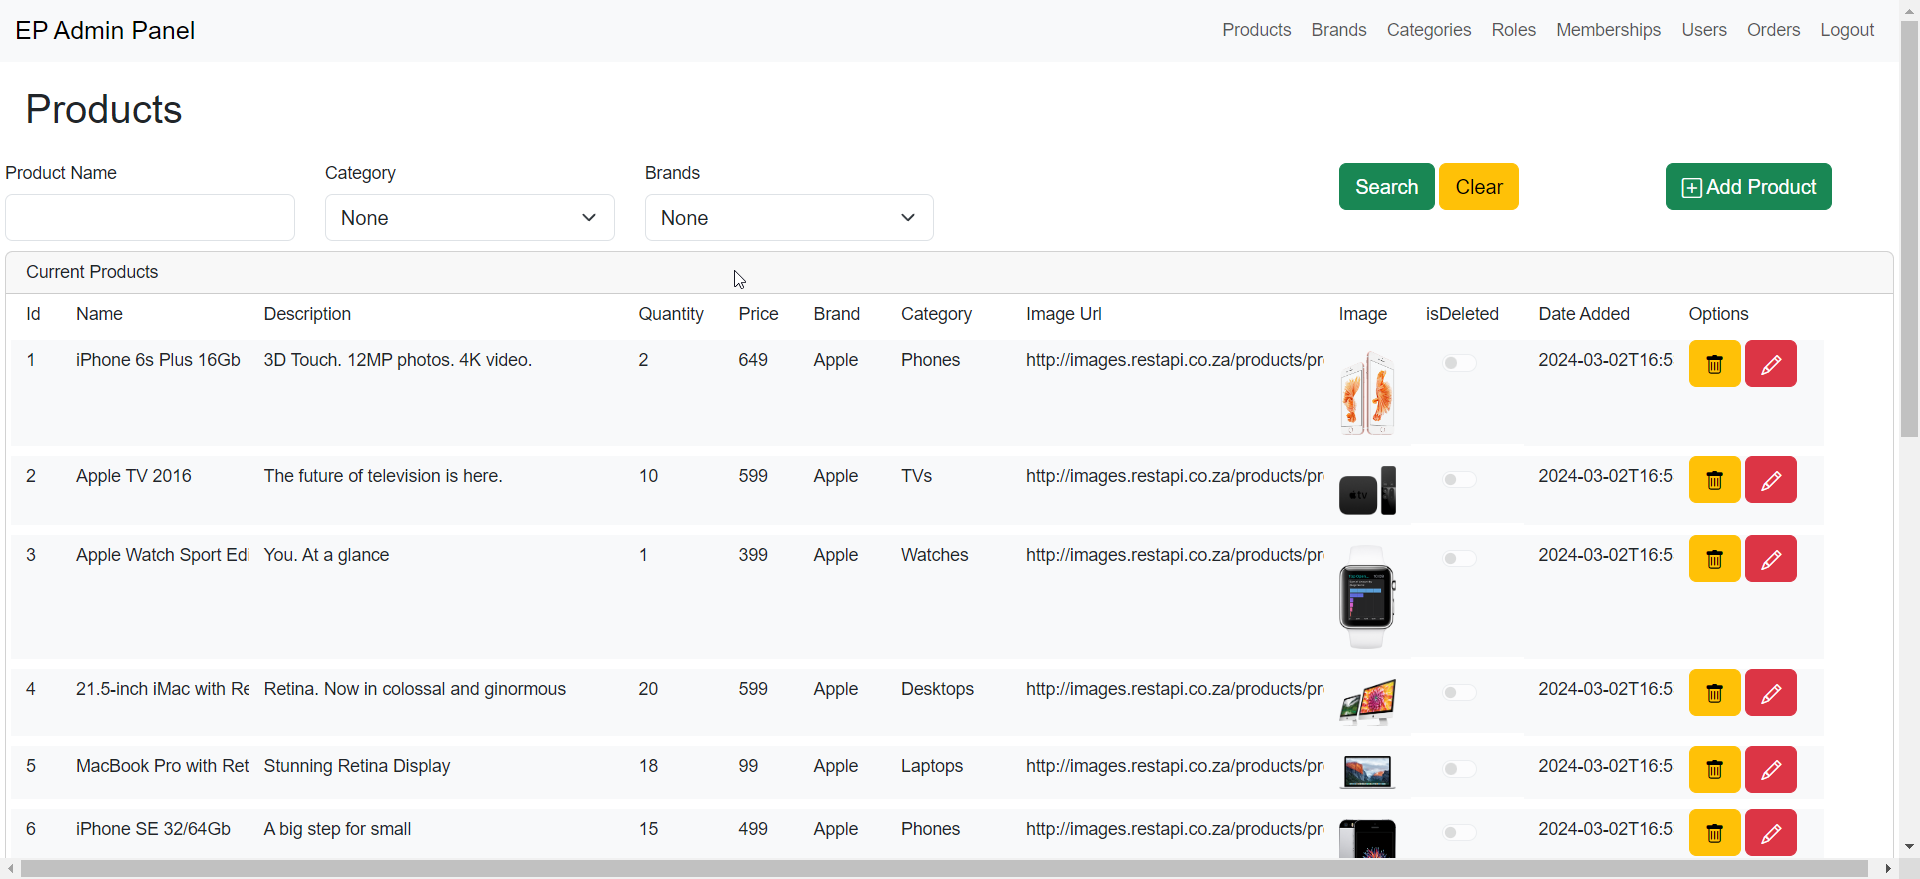 EP Admin Panel Products Brands Categories Roles Memberships Users Orders Logout
Products
Product Name Category Brands
Search Clear Add Product
None None
Current Products
Id Name Description Quantity Price Brand Category Image Url Image isDeleted Date Added Options
1 iPhone 6s Plus 16Gb 3D Touch. 12MP photos. 4K video. 2 649 Apple Phones http://images.restapi.co.za/products/pr 2024-03-02T16:5
2 Apple TV 2016 The future of television is here. 10 599 Apple TVs http://images.restapi.co.za/products/pr 2024-03-02T16:5
3 Apple Watch Sport Edi You. At a glance 1 399 Apple Watches http://images.restapi.co.za/products/pr 2024-03-02T16:5
4 21.5-inch iMac with Re Retina. Now in colossal and ginormous 20 599 Apple Desktops http://images.restapi.co.za/products/pr 2024-03-02T16:5
5 MacBook Pro with Ret Stunning Retina Display 18 99 Apple Laptops http://images.restapi.co.za/products/pr 2024-03-02T16:5
6 iPhone SE 32/64Gb A big step for small 15 499 Apple Phones http://images.restapi.co.za/products/pr 2024-03-02T16:5